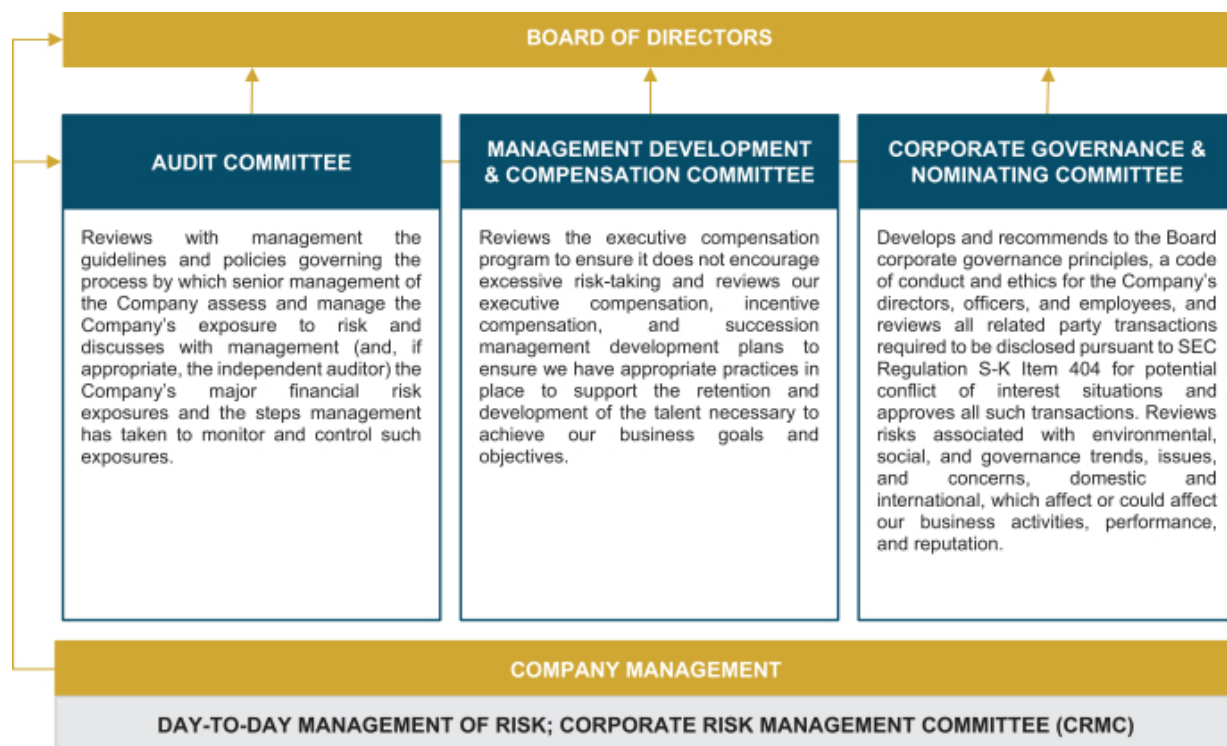 BOARD OF DIRECTORS
AUDIT COMMITTEE
Reviews with management the
guidelines and policies governing the
process by which senior management of
the Company assess and manage the
Company's exposure to risk and
discusses with management (and, if
appropriate, the independent auditor) the
Company's major financial risk
exposures and the steps management
has taken to monitor and control such
exposures.
MANAGEMENT DEVELOPMENT
& COMPENSATION COMMITTEE
Reviews the executive compensation
program to ensure it does not encourage
excessive risk-taking and reviews our
executive compensation, incentive
compensation, and succession
management development plans to
ensure we have appropriate practices in
place to support the retention and
development of the talent necessary to
achieve our business goals and
objectives.
CORPORATE GOVERNANCE &
NOMINATING COMMITTEE
Develops and recommends to the Board
corporate governance principles, a code
of conduct and ethics for the Company's
directors, officers, and employees, and
reviews all related party transactions
required to be disclosed pursuant to SEC
Regulation S-K Item 404 for potential
conflict of interest situations and
approves all such transactions. Reviews
risks associated with environmental,
social, and governance trends, issues,
and concerns, domestic and
international, which affect or could affect
our business activities, performance,
and reputation.
COMPANY MANAGEMENT
DAY-TO-DAY MANAGEMENT OF RISK; CORPORATE RISK MANAGEMENT COMMITTEE (CRMC)